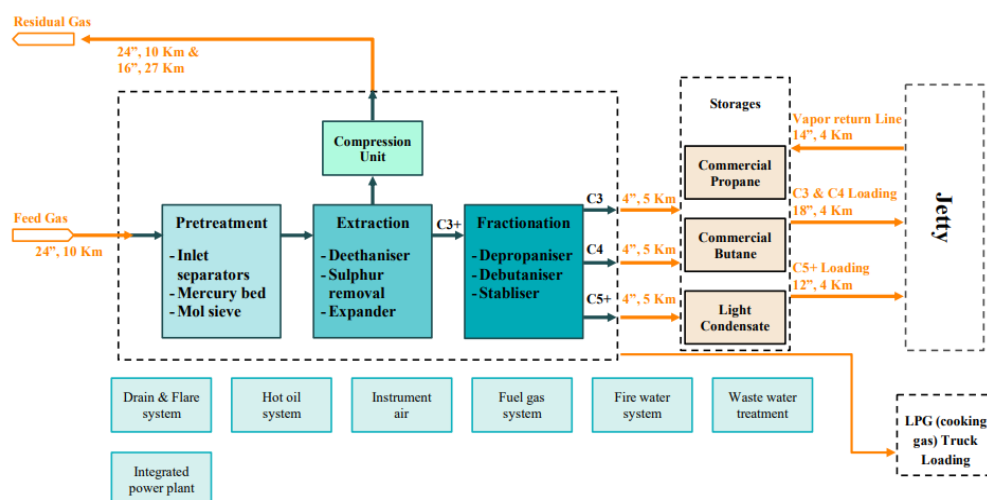 Residual Gas
24”, 10 Km &
16”, 27 Km
Storages
Vapor return Line
14”, 4 Km
Compression
Unit
Commercial
Propane
C3
4”, 5 Km
C3 & C4 Loading
18”, 4 Km
Jetty
Feed Gas
24”, 10 Km
Pretreatment
- Inlet
separators
- Mercury bed
- Mol sieve
Extraction
- Deethaniser
- Sulphur
removal
- Expander
C3+
Fractionation
- Depropaniser
- Debutaniser
- Stabliser
C4
4”, 5 Km
Commercial
Butane
C5+ Loading
12”, 4 Km
C5+
4”, 5 Km
Light
Condensate
Drain & Flare
system
Hot oil
system
Instrument
air
Fuel gas
system
Fire water
system
Waste water
treatment
LPG (cooking
gas) Truck
Loading
Integrated
power plant